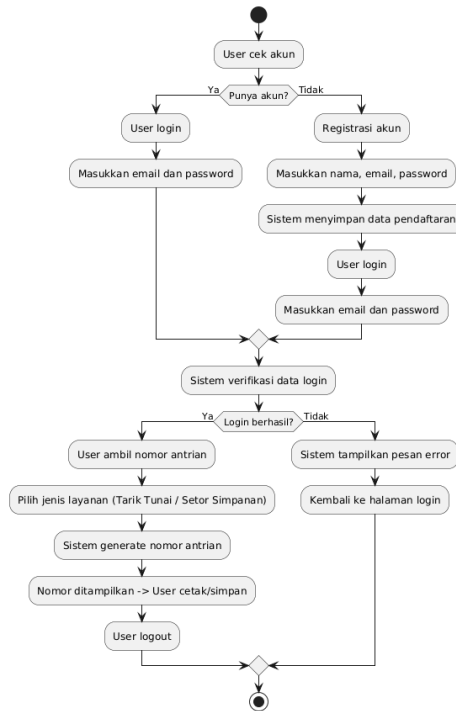 User cek akun
Ya
Punya akun?
Tidak
User login
Registrasi akun
Masukkan email dan password
Masukkan nama, email, password
Sistem menyimpan data pendaftaran
User login
Masukkan email dan password
Sistem verifikasi data login
Ya
Login berhasil?
Tidak
User ambil nomor antrian
Sistem tampilkan pesan error
Pilih jenis layanan (Tarik Tunai / Setor Simpanan)
Kembali ke halaman login
Sistem generate nomor antrian
Nomor ditampilkan -> User cetak/simpan
User logout